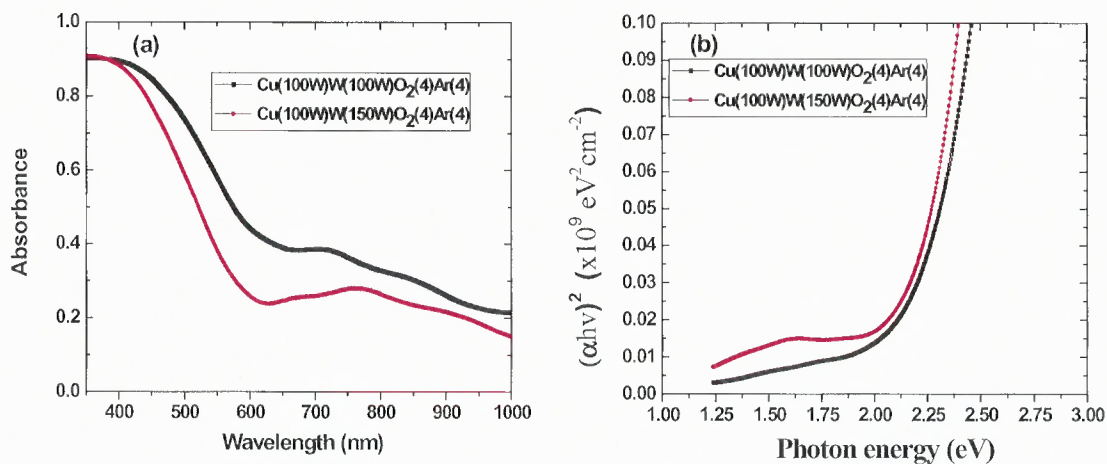 (a)
Cu(100W)W(100W)O2(4)Ar(4)
Cu(100W)W(150W)O2(4)Ar(4)
1.0
0.8
0.6
0.4
0.2
0.0
Absorbance
400 500 600 700 800 900 1000
Wavelength (nm)
(b)
Cu(100W)W(100W)O2(4)Ar(4)
Cu(100W)W(150W)O2(4)Ar(4)
0.10
0.09
0.08
0.07
0.06
0.05
0.04
0.03
0.02
0.01
0.00
(αhν)² (x10⁹ eV²cm⁻²)
1.00 1.25 1.50 1.75 2.00 2.25 2.50 2.75 3.00
Photon energy (eV)